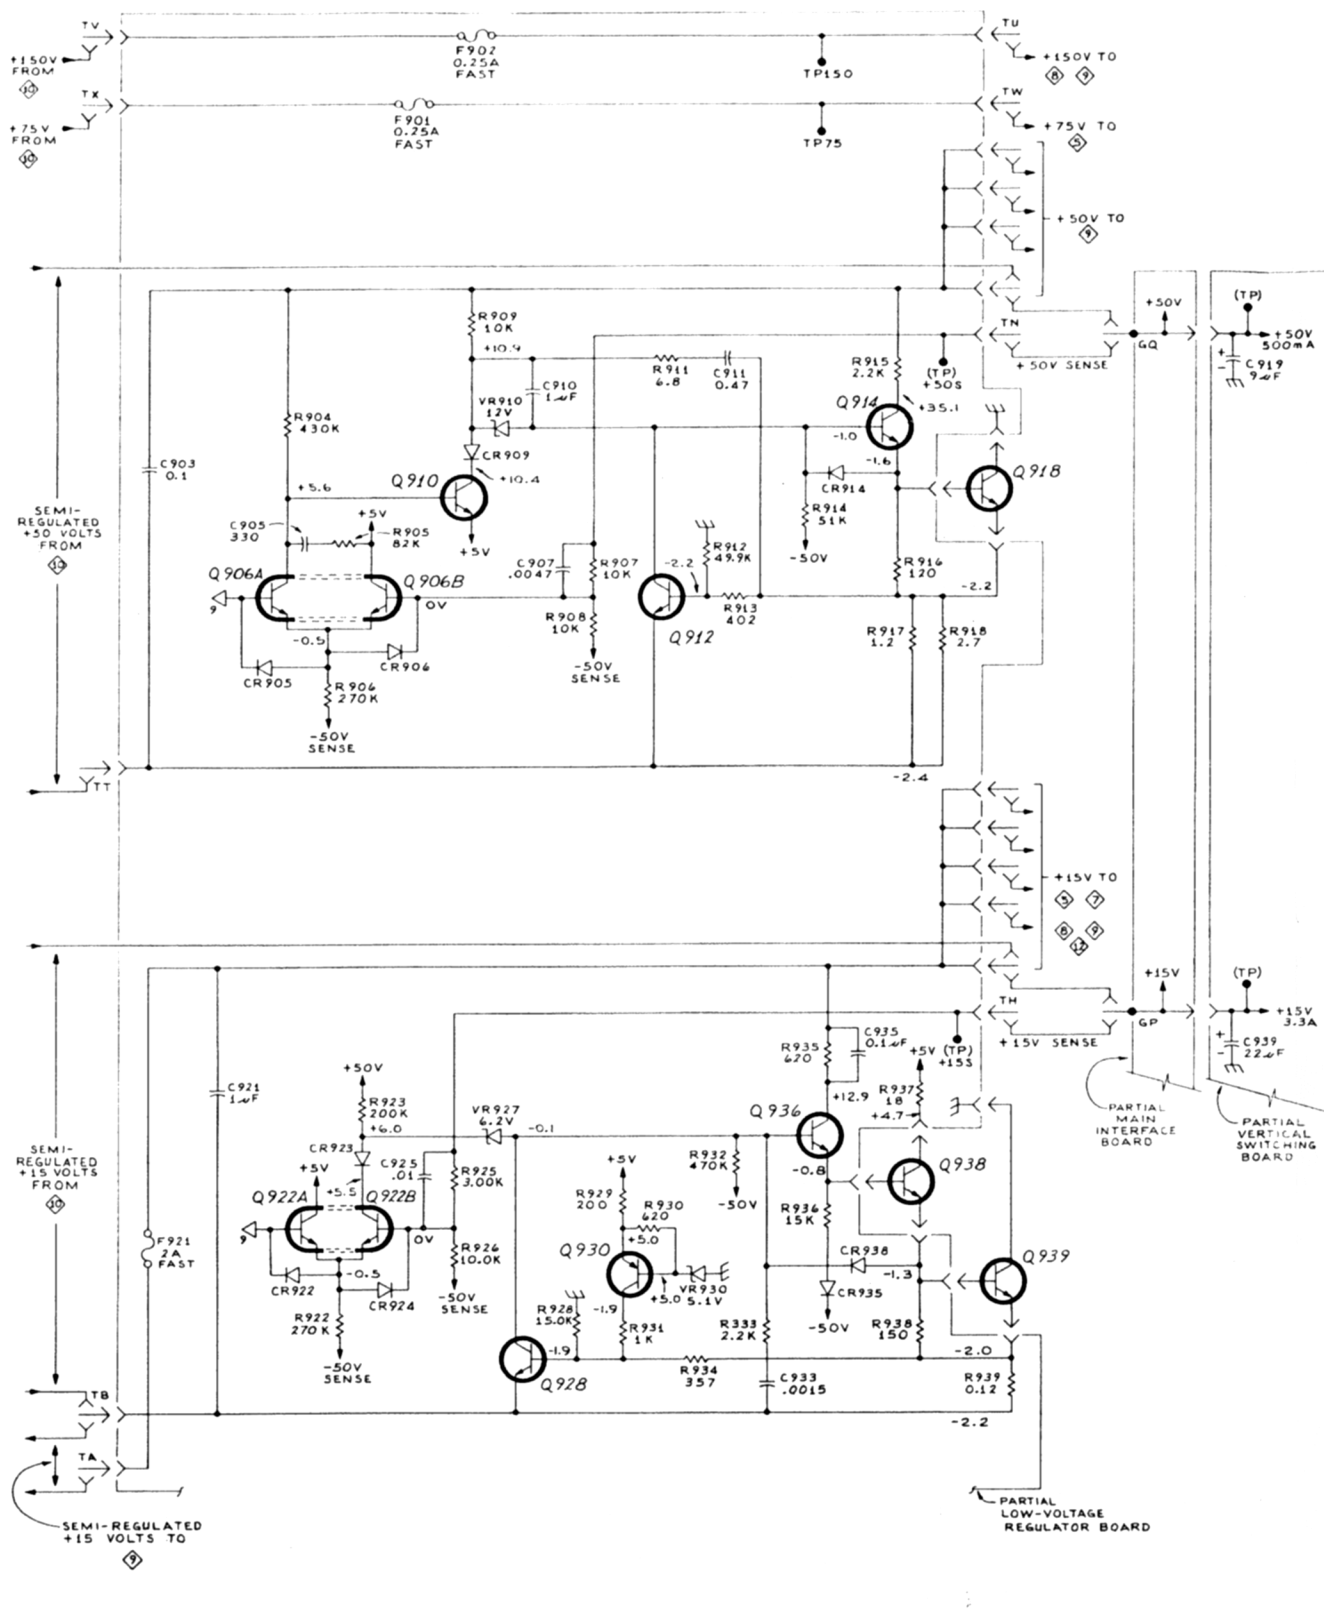 TV
+150V
FROM
10
F902
0.25A
FAST
TP150
TU
+150V TO
8 9
TX
+75V
FROM
10
F901
0.25A
FAST
TP75
TW
+75V TO
5
+50V TO
9
SEMI-
REGULATED
+50 VOLTS
FROM
10
C903
0.1
R904
430K
R909
10K
+10.9
VR910
12V
C910
1µF
R911
6.8
C911
0.47
CR909
Q910
+10.4
+5V
+5.6
C905
330
R905
82K
+5V
Q906A
Q906B
9
0V
-0.5
CR905
CR906
R906
270K
-50V
SENSE
C907
.0047
R907
10K
R908
10K
-50V
SENSE
Q912
-2.2
R912
49.9K
R913
402
R915
2.2K
Q914
+35.1
-1.0
-1.6
CR914
R914
51K
-50V
R916
120
-2.2
R917
1.2
R918
2.7
-2.4
Q918
(TP)
+50S
TN
+50V SENSE
GQ
+50V
(TP)
+50V
500mA
C919
9µF
TT
+15V TO
5 7
8 9
12
SEMI-
REGULATED
+15 VOLTS
FROM
10
C921
1µF
F921
2A
FAST
+50V
R923
200K
+6.0
CR923
+5V
+5.5
Q922A
Q922B
9
0V
-0.5
CR922
CR924
R922
270K
-50V
SENSE
C925
.01
R925
3.00K
R926
10.0K
-50V
SENSE
VR927
6.2V
-0.1
+5V
R929
200
R930
620
+5.0
Q930
+5.0
VR930
5.1V
-1.9
R928
15.0K
R931
1K
-1.9
Q928
R932
470K
-50V
R333
2.2K
R934
357
C933
.0015
R935
620
C935
0.1µF
+12.9
Q936
-0.8
R936
15K
CR938
CR935
-50V
+5V
R937
18
+4.7
Q938
-1.3
R938
150
Q939
-2.0
R939
0.12
-2.2
(TP)
+15S
TH
+15V SENSE
GP
+15V
(TP)
+15V
3.3A
C939
22µF
PARTIAL
MAIN
INTERFACE
BOARD
PARTIAL
VERTICAL
SWITCHING
BOARD
TB
TA
SEMI-REGULATED
+15 VOLTS TO
9
PARTIAL
LOW-VOLTAGE
REGULATOR BOARD